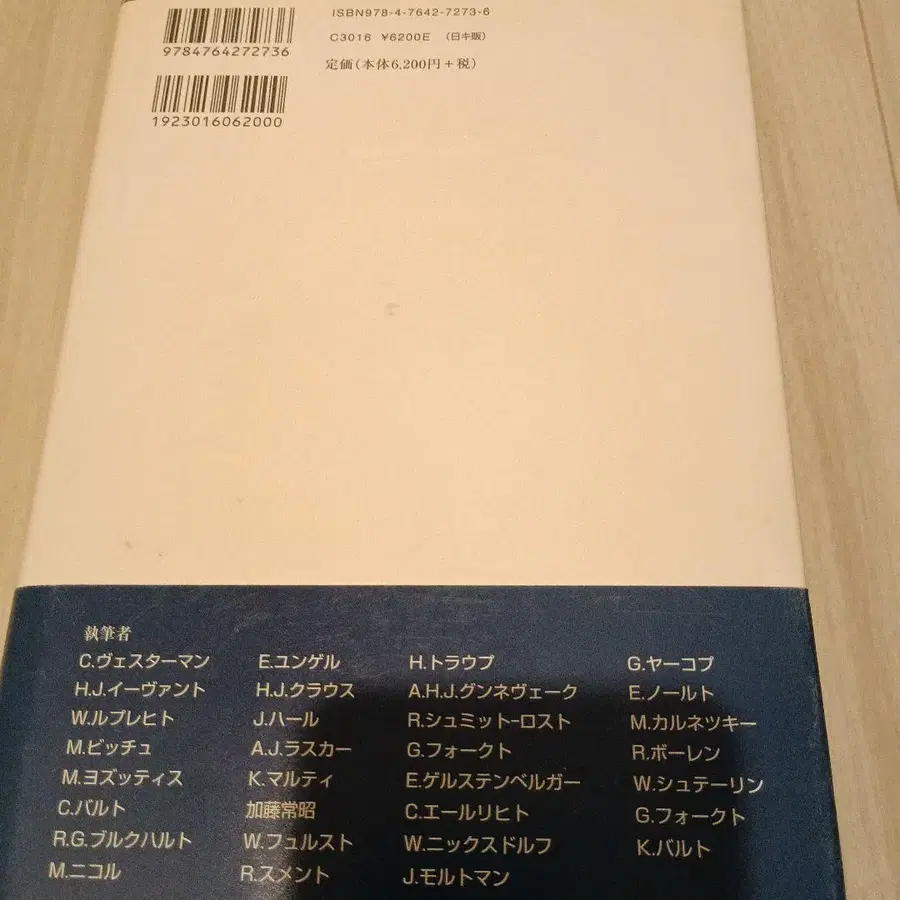 ISBN978-4-7642-7273-6
9784764272736
C3016 ¥6200E (日キ販)
定価(本体6,200円+税)
1923016062000
執筆者
C.ヴェスターマン E.ユンゲル H.トラウプ G.ヤーコプ
H.J.イーヴァント H.J.クラウス A.H.J.グンネヴェーク E.ノールト
W.ルプレヒト J.ハール R.シュミット-ロスト M.カルネツキー
M.ビッチュ A.J.ラスカー G.フォークト R.ボーレン
M.ヨズッティス K.マルティ E.ゲルステンベルガー W.シュテーリン
C.バルト 加藤常昭 C.エールリヒト G.フォークト
R.G.ブルクハルト W.フュルスト W.ニックスドルフ K.バルト
M.ニコル R.スメント J.モルトマン